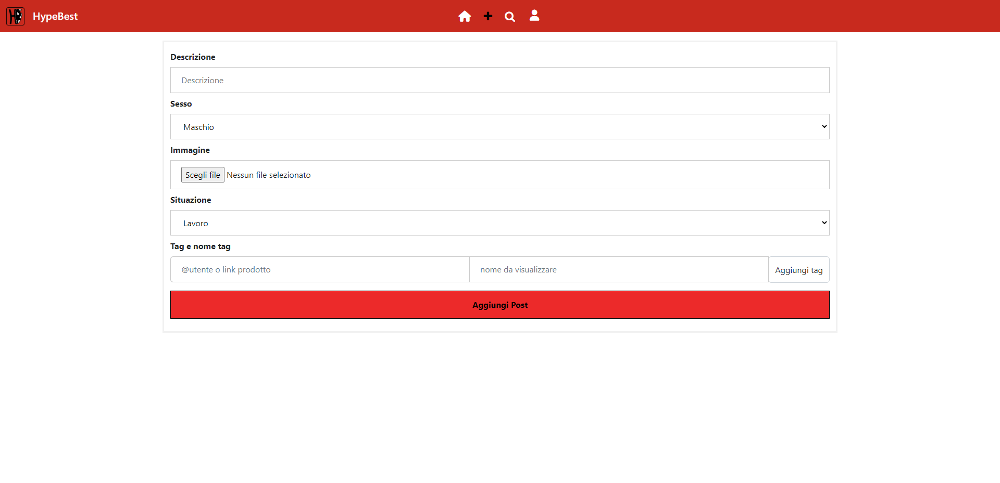 HypeBest
Descrizione
Descrizione
Sesso
Maschio
Immagine
Scegli file Nessun file selezionato
Situazione
Lavoro
Tag e nome tag
@utente o link prodotto nome da visualizzare Aggiungi tag
Aggiungi Post